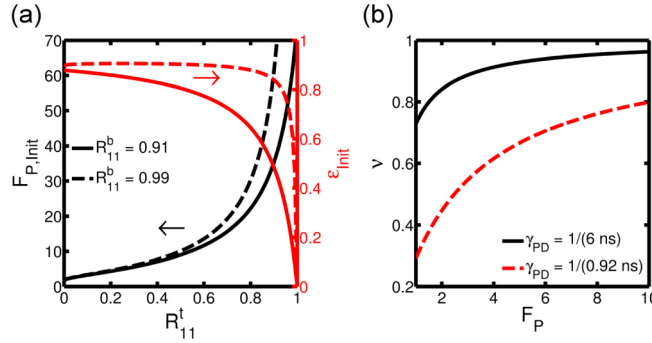 (a)
70
60
50
40
30
20
10
0
F_P,Init
R^b_11 = 0.91
R^b_11 = 0.99
1
0.8
0.6
0.4
0.2
0
ε_Init
0 0.2 0.4 0.6 0.8 1
R^t_11
(b)
1
0.8
0.6
0.4
0.2
ν
γ_PD = 1/(6 ns)
γ_PD = 1/(0.92 ns)
2 4 6 8 10
F_P